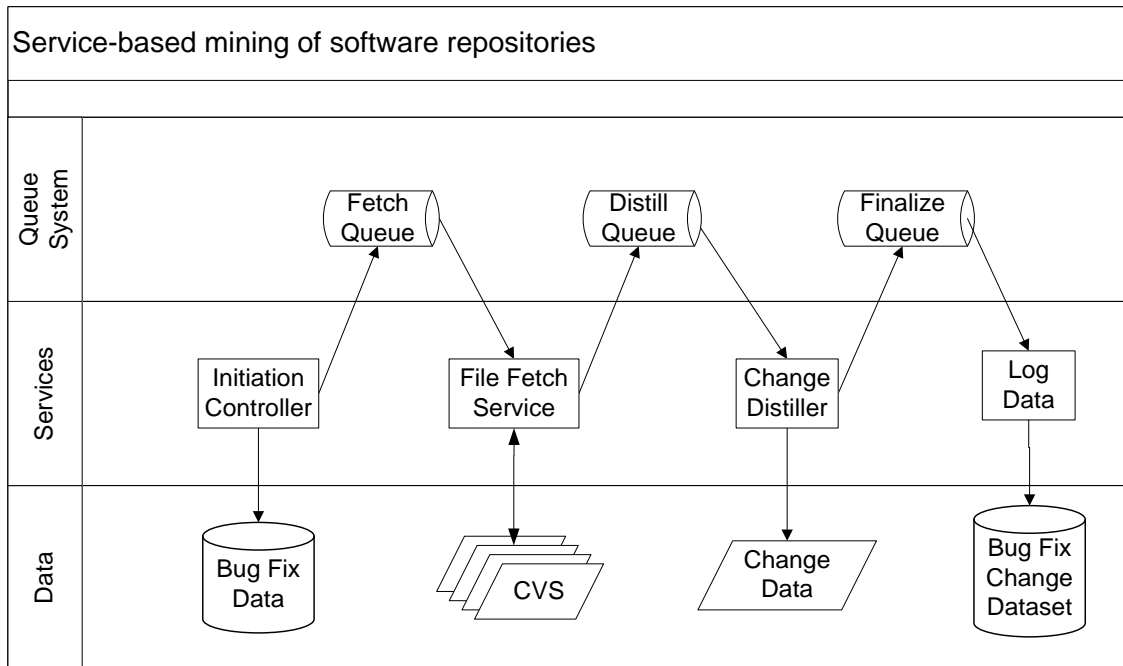 Service-based mining of software repositories
Queue
System
Fetch
Queue
Distill
Queue
Finalize
Queue
Services
Initiation
Controller
File Fetch
Service
Change
Distiller
Log
Data
Data
Bug Fix
Data
CVS
Change
Data
Bug Fix
Change
Dataset